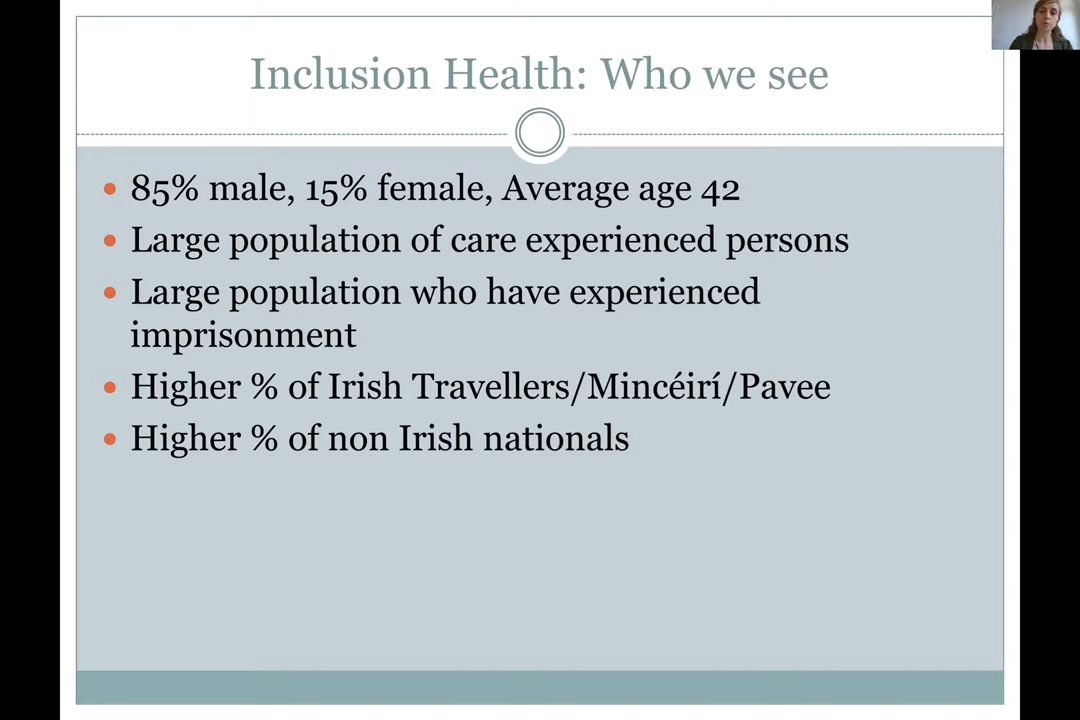 Inclusion Health: Who we see
• 85% male, 15% female, Average age 42
• Large population of care experienced persons
• Large population who have experienced
imprisonment
• Higher % of Irish Travellers/Mincéirí/Pavee
• Higher % of non Irish nationals